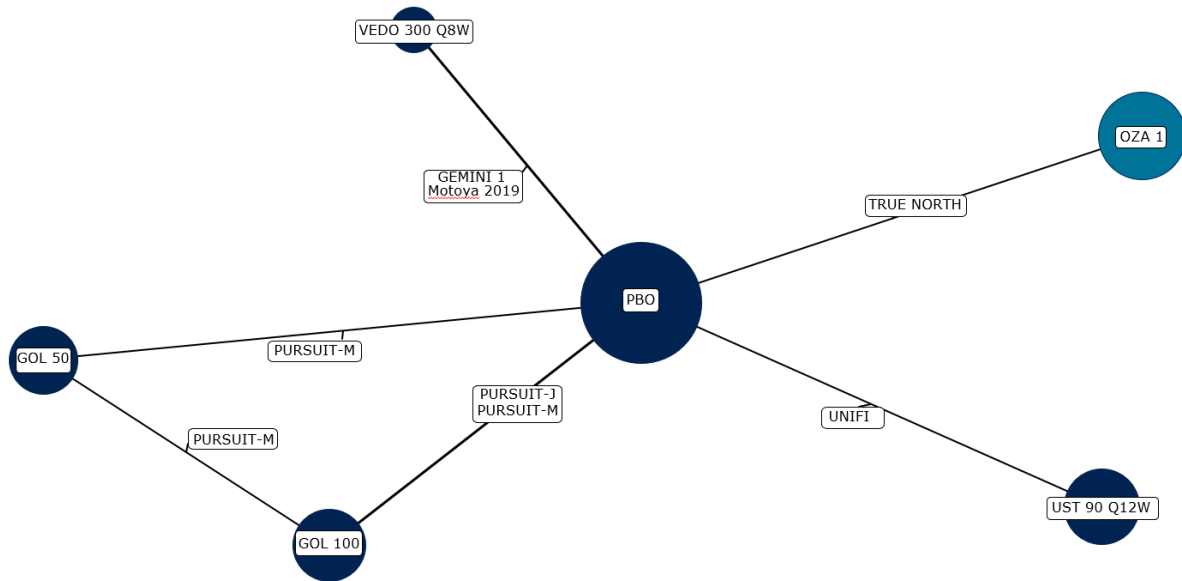 VEDO 300 Q8W
OZA 1
GEMINI 1
Motoya 2019
TRUE NORTH
PBO
PURSUIT-M
GOL 50
PURSUIT-J
PURSUIT-M
UNIFI
PURSUIT-M
UST 90 Q12W
GOL 100